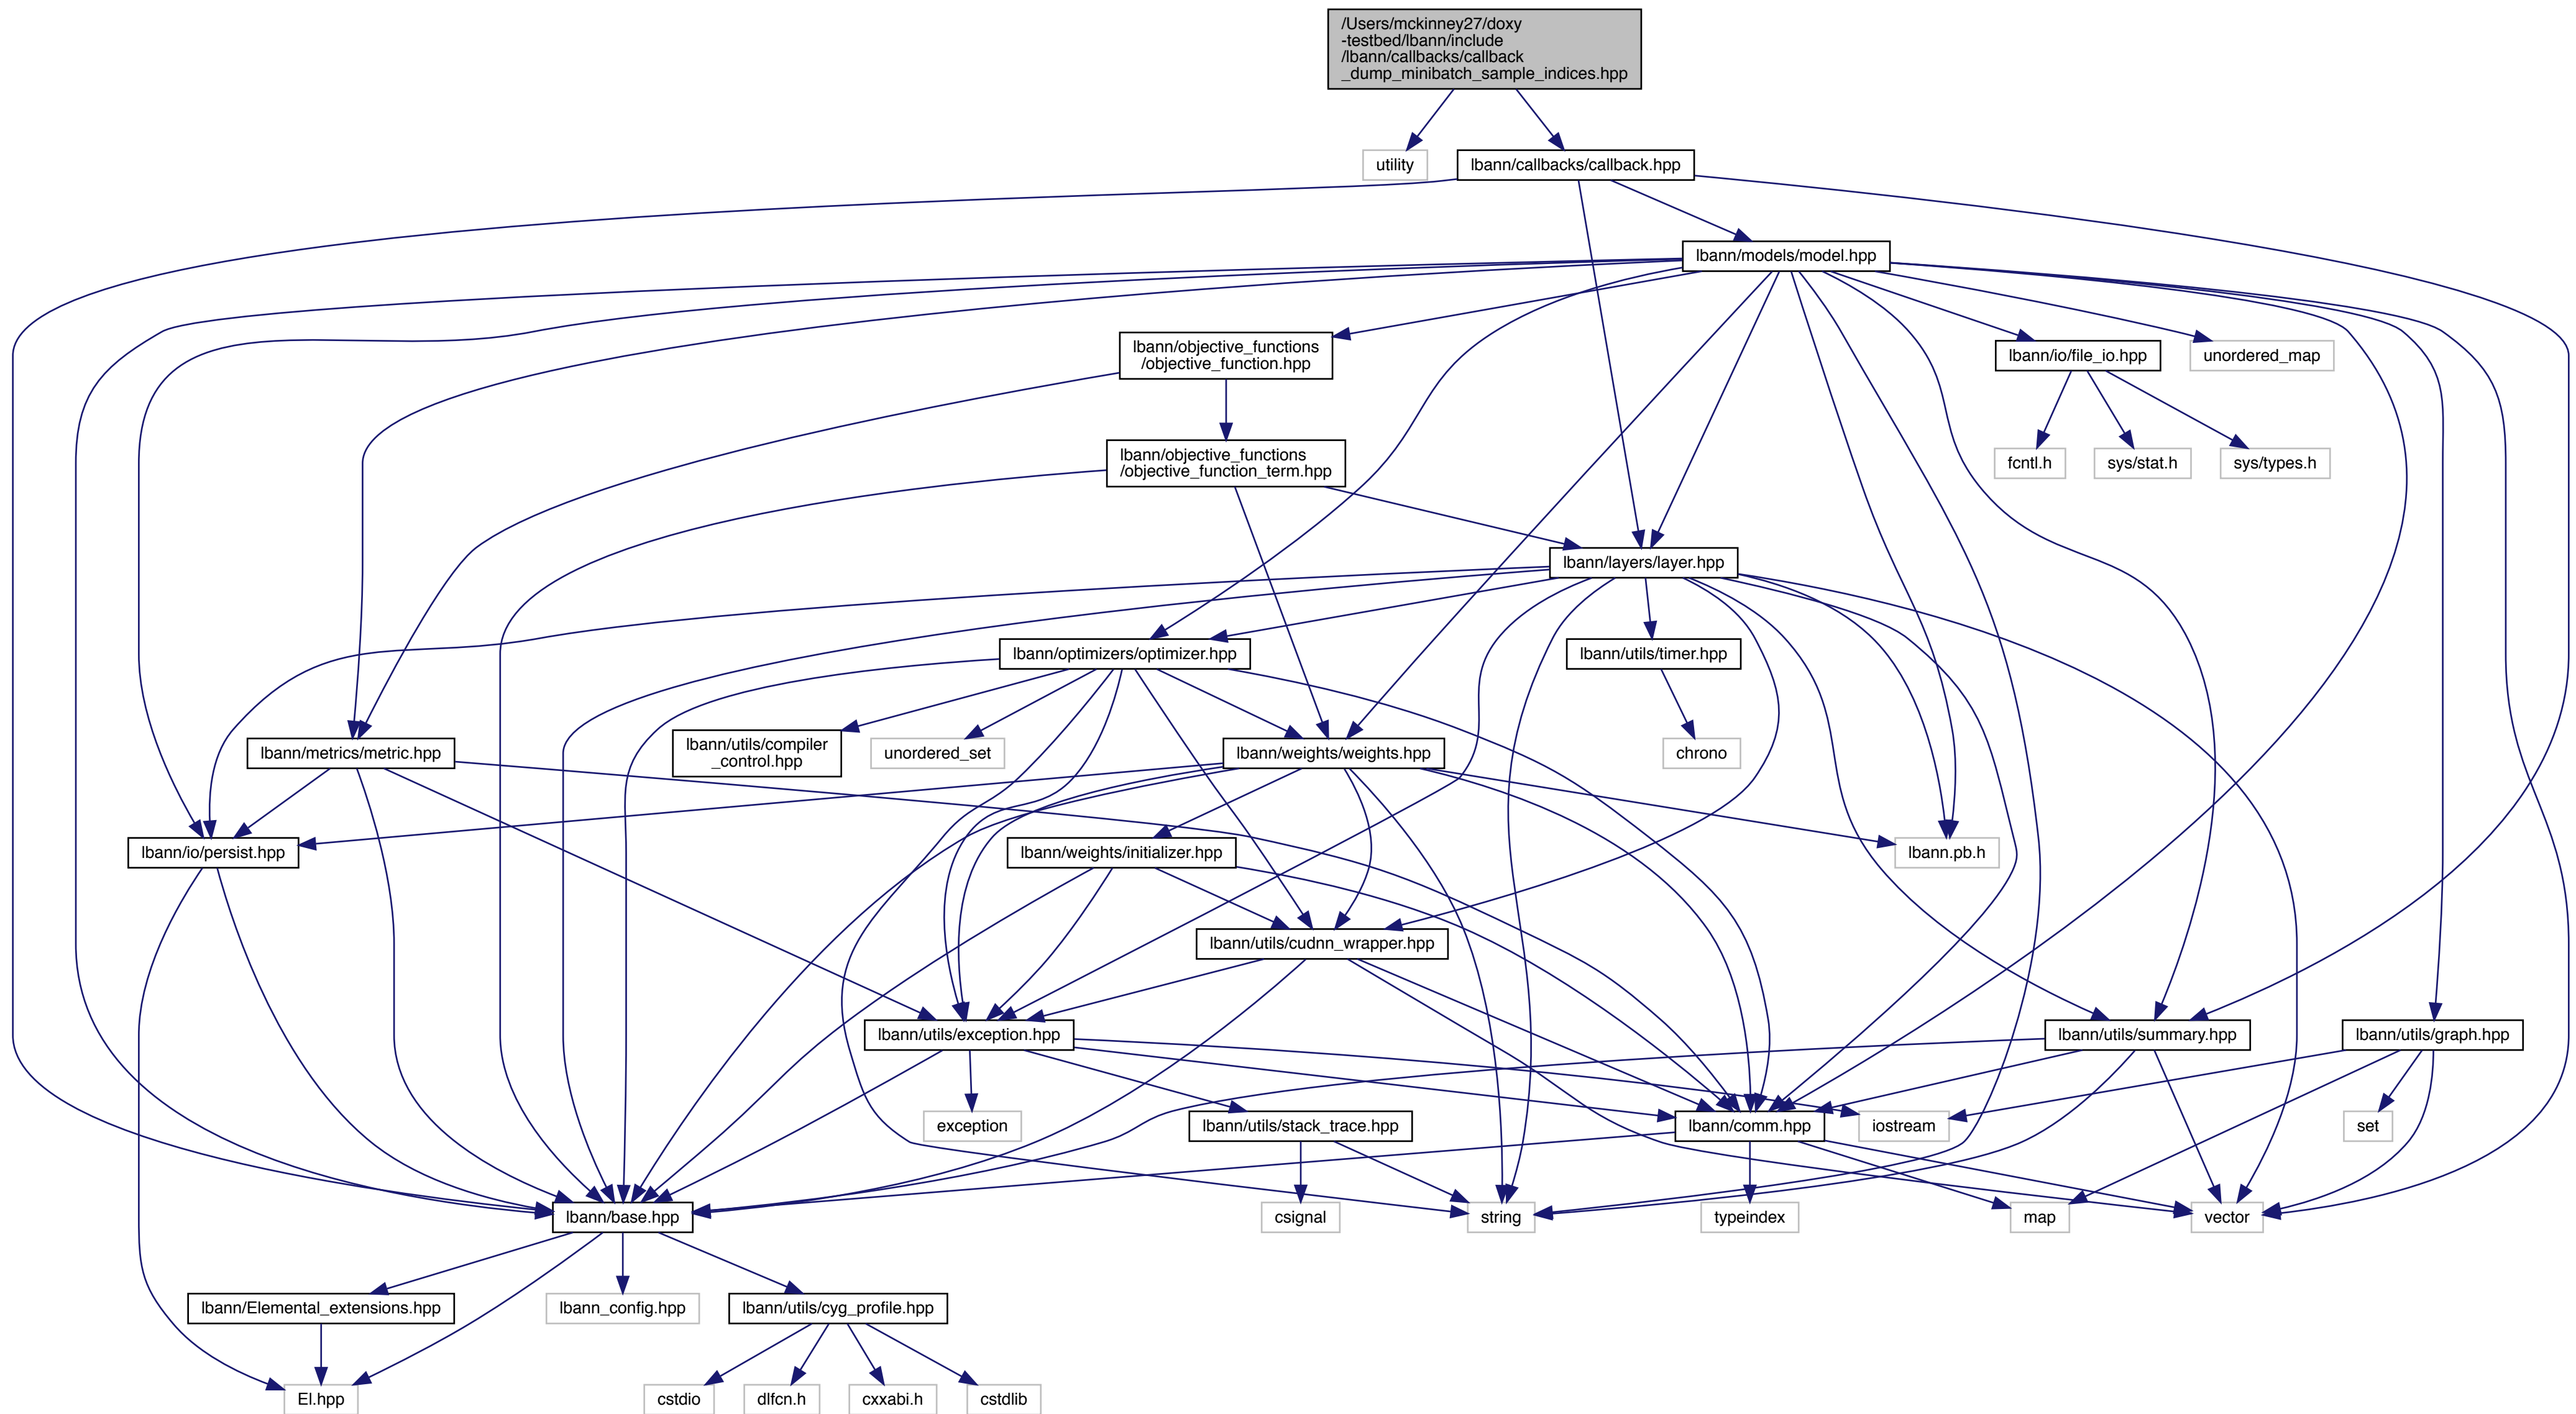 /Users/mckinney27/doxy
-testbed/lbann/include
/lbann/callbacks/callback
_dump_minibatch_sample_indices.hpp
utility
lbann/callbacks/callback.hpp
lbann/models/model.hpp
lbann/objective_functions
/objective_function.hpp
lbann/io/file_io.hpp
unordered_map
lbann/objective_functions
/objective_function_term.hpp
fcntl.h
sys/stat.h
sys/types.h
lbann/layers/layer.hpp
lbann/optimizers/optimizer.hpp
lbann/utils/timer.hpp
lbann/metrics/metric.hpp
lbann/utils/compiler
_control.hpp
unordered_set
lbann/weights/weights.hpp
chrono
lbann/io/persist.hpp
lbann/weights/initializer.hpp
lbann.pb.h
lbann/utils/cudnn_wrapper.hpp
lbann/utils/exception.hpp
lbann/utils/summary.hpp
lbann/utils/graph.hpp
exception
lbann/utils/stack_trace.hpp
lbann/comm.hpp
iostream
set
lbann/base.hpp
csignal
string
typeindex
map
vector
lbann/Elemental_extensions.hpp
lbann_config.hpp
lbann/utils/cyg_profile.hpp
El.hpp
cstdio
dlfcn.h
cxxabi.h
cstdlib